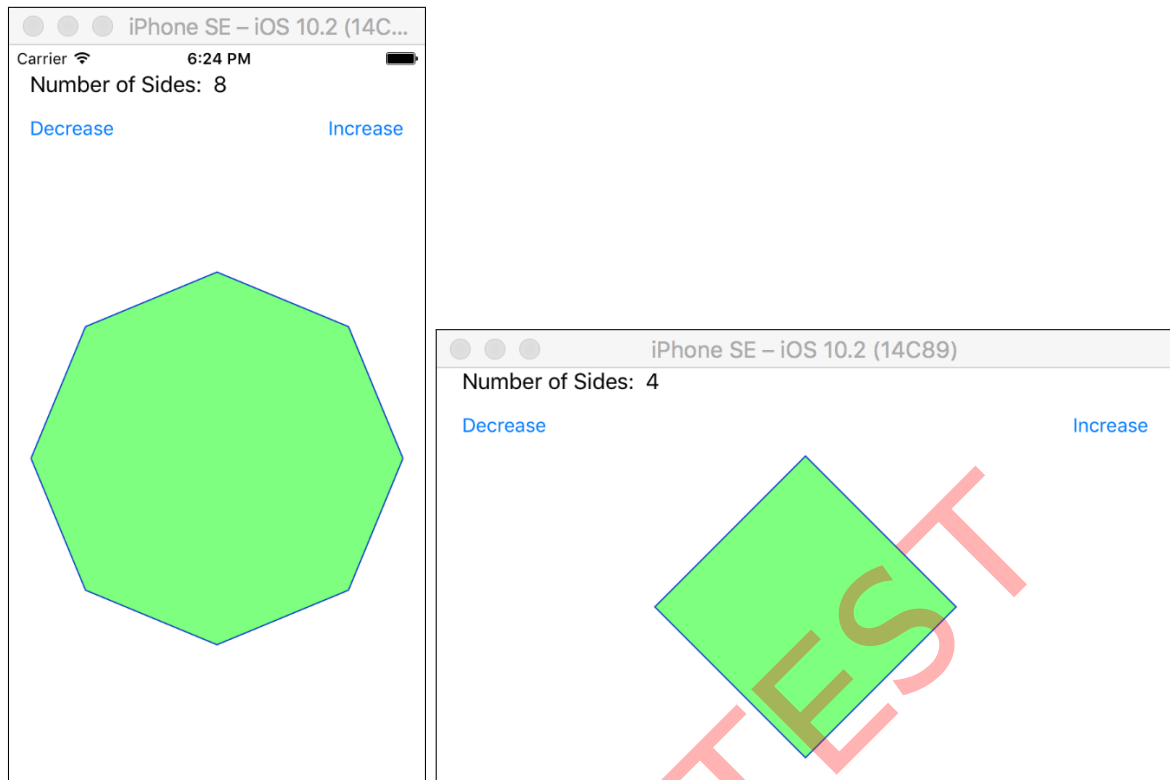 iPhone SE – iOS 10.2 (14C...
Carrier 6:24 PM
Number of Sides: 8
Decrease Increase
iPhone SE – iOS 10.2 (14C89)
Number of Sides: 4
Decrease Increase
TEST